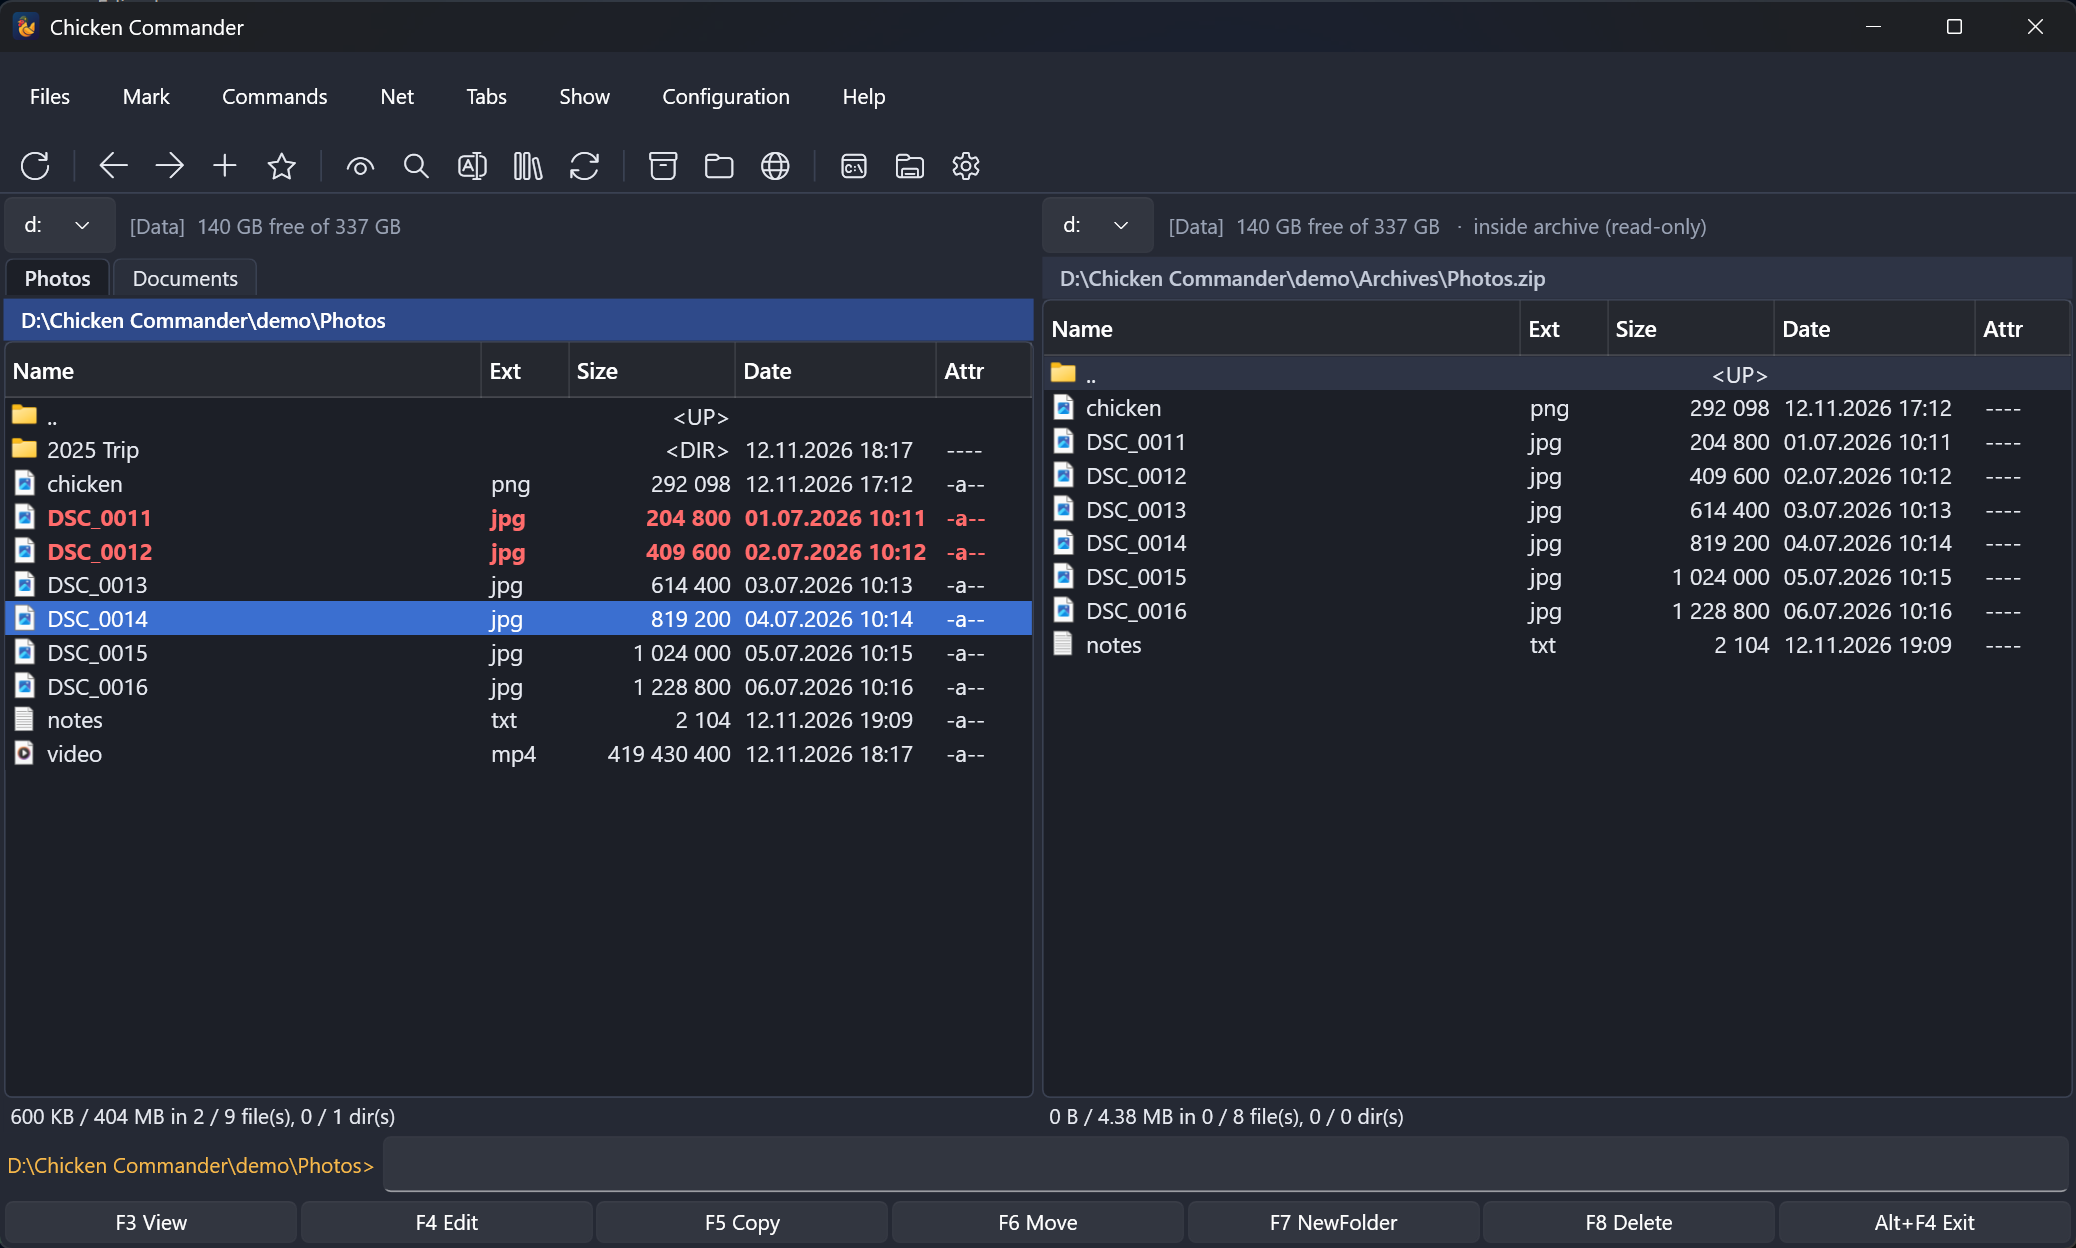 Chicken Commander
Files Mark Commands Net Tabs Show Configuration Help
d: [Data] 140 GB free of 337 GB
Photos Documents
D:\Chicken Commander\demo\Photos
Name Ext Size Date Attr
.. <UP>
2025 Trip <DIR> 12.11.2026 18:17 ----
chicken png 292 098 12.11.2026 17:12 -a--
DSC_0011 jpg 204 800 01.07.2026 10:11 -a--
DSC_0012 jpg 409 600 02.07.2026 10:12 -a--
DSC_0013 jpg 614 400 03.07.2026 10:13 -a--
DSC_0014 jpg 819 200 04.07.2026 10:14 -a--
DSC_0015 jpg 1 024 000 05.07.2026 10:15 -a--
DSC_0016 jpg 1 228 800 06.07.2026 10:16 -a--
notes txt 2 104 12.11.2026 19:09 -a--
video mp4 419 430 400 12.11.2026 18:17 -a--
600 KB / 404 MB in 2 / 9 file(s), 0 / 1 dir(s)
d: [Data] 140 GB free of 337 GB · inside archive (read-only)
D:\Chicken Commander\demo\Archives\Photos.zip
Name Ext Size Date Attr
.. <UP>
chicken png 292 098 12.11.2026 17:12 ----
DSC_0011 jpg 204 800 01.07.2026 10:11 ----
DSC_0012 jpg 409 600 02.07.2026 10:12 ----
DSC_0013 jpg 614 400 03.07.2026 10:13 ----
DSC_0014 jpg 819 200 04.07.2026 10:14 ----
DSC_0015 jpg 1 024 000 05.07.2026 10:15 ----
DSC_0016 jpg 1 228 800 06.07.2026 10:16 ----
notes txt 2 104 12.11.2026 19:09 ----
0 B / 4.38 MB in 0 / 8 file(s), 0 / 0 dir(s)
D:\Chicken Commander\demo\Photos>
F3 View F4 Edit F5 Copy F6 Move F7 NewFolder F8 Delete Alt+F4 Exit